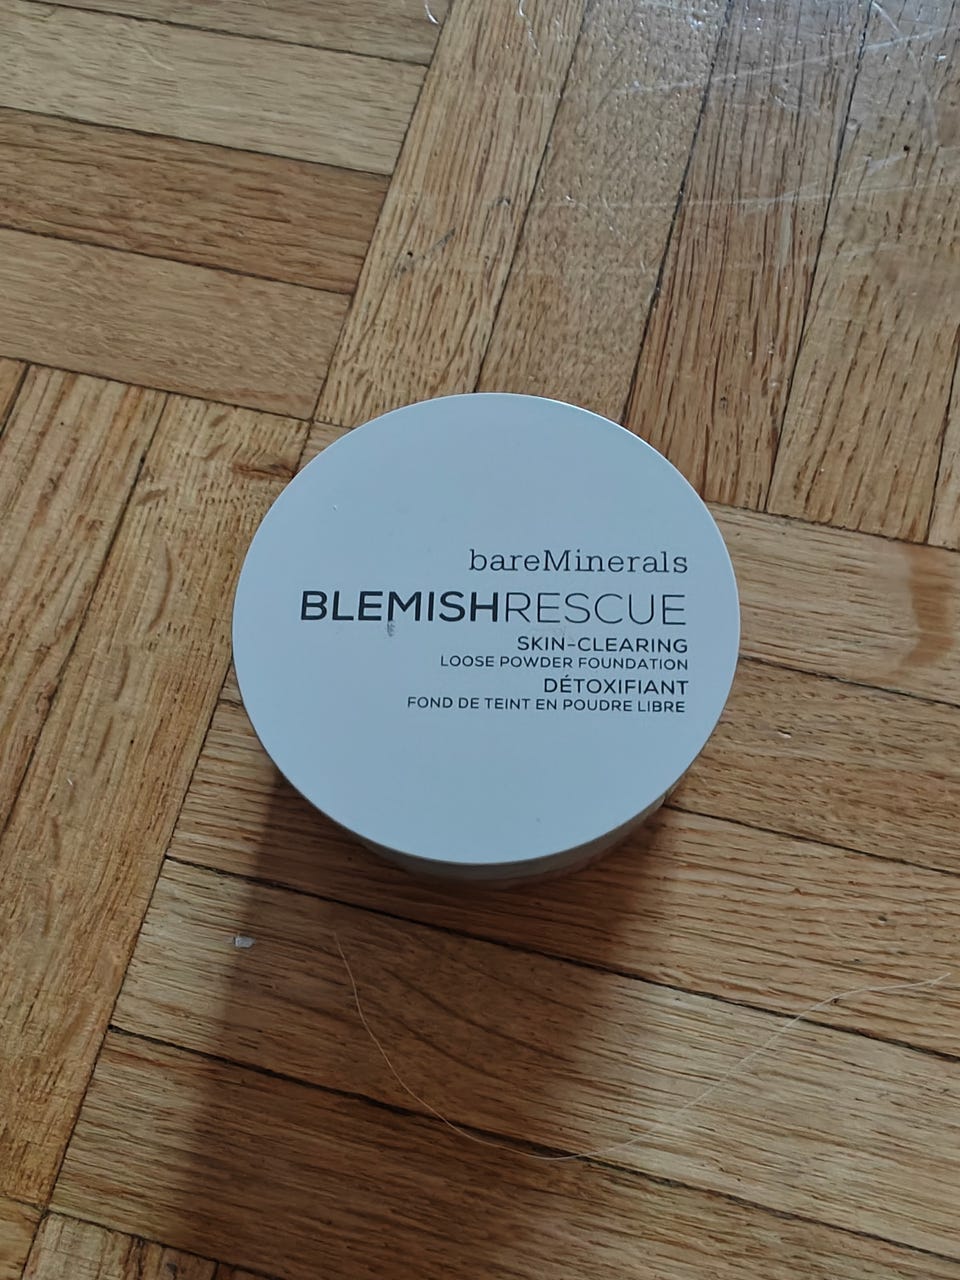 bareMinerals
BLEMISHRESCUE
SKIN-CLEARING
LOOSE POWDER FOUNDATION
DÉTOXIFIANT
FOND DE TEINT EN POUDRE LIBRE